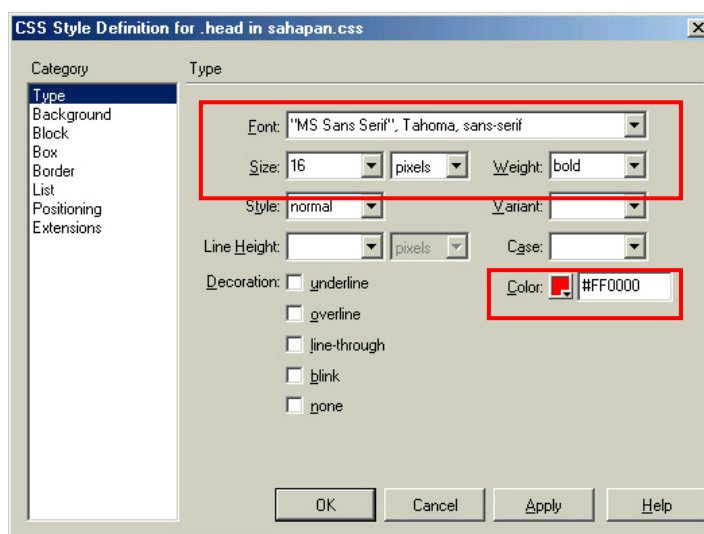 CSS Style Definition for .head in sahapan.css
Category
Type
Type
Background
Block
Box
Border
List
Positioning
Extensions
Font: "MS Sans Serif", Tahoma, sans-serif
Size: 16 pixels Weight: bold
Style: normal Variant:
Line Height: pixels Case:
Decoration: underline Color: #FF0000
overline
line-through
blink
none
OK Cancel Apply Help